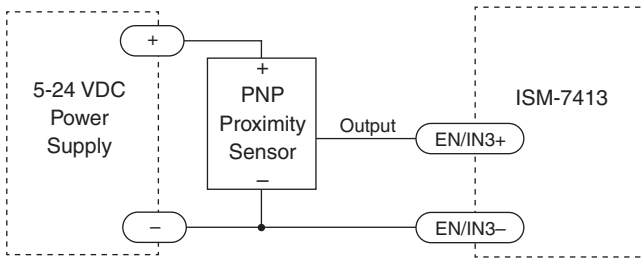 +
5-24 VDC
Power
Supply
–
+
PNP
Proximity
Sensor
–
Output
ISM-7413
EN/IN3+
EN/IN3–